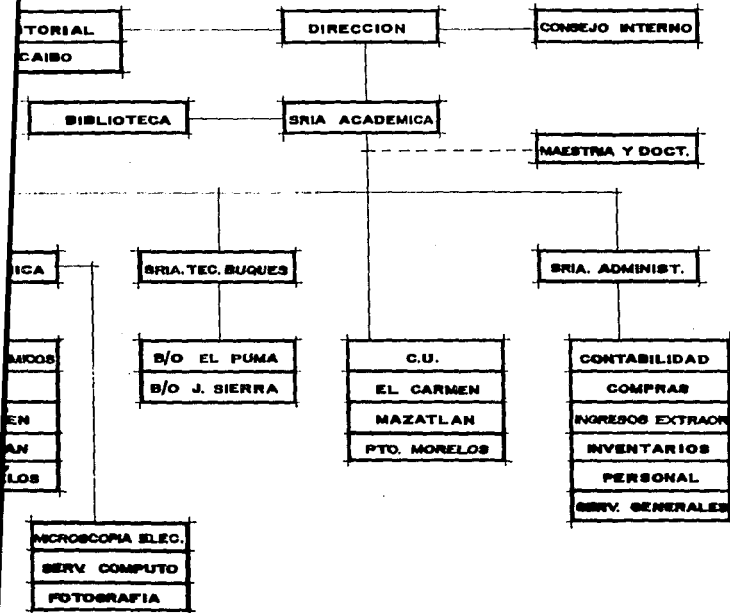 TORIAL
DIRECCION
CONSEJO INTERNO
CAIBO
BIBLIOTECA
SRIA ACADEMICA
MAESTRIA Y DOCT.
ICA
SRIA. TEC. BUQUES
SRIA. ADMINIST.
MICOS
B/O EL PUMA
C.U.
CONTABILIDAD
B/O J. SIERRA
EL CARMEN
COMPRAS
EN
MAZATLAN
INGRESOS EXTRAOR
AN
PTO. MORELOS
INVENTARIOS
ELOS
PERSONAL
SERV. GENERALES
MICROSCOPIA ELEC.
SERV. COMPUTO
FOTOGRAFIA